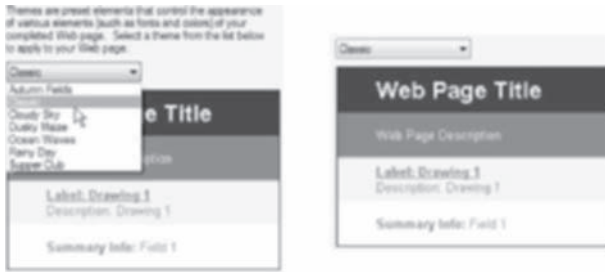 Themes are preset elements that control the appearance
of various elements (such as fonts and colors) of your
completed Web page. Select a theme from the list below
to apply to your Web page.
Classic
Autumn Fields
Classic
Cloudy Sky
Dusky Maize
Ocean Waves
Rainy Day
Supper Club
e Title
ption
Label: Drawing 1
Description: Drawing 1
Summary Info: Field 1
Classic
Web Page Title
Web Page Description
Label: Drawing 1
Description: Drawing 1
Summary Info: Field 1